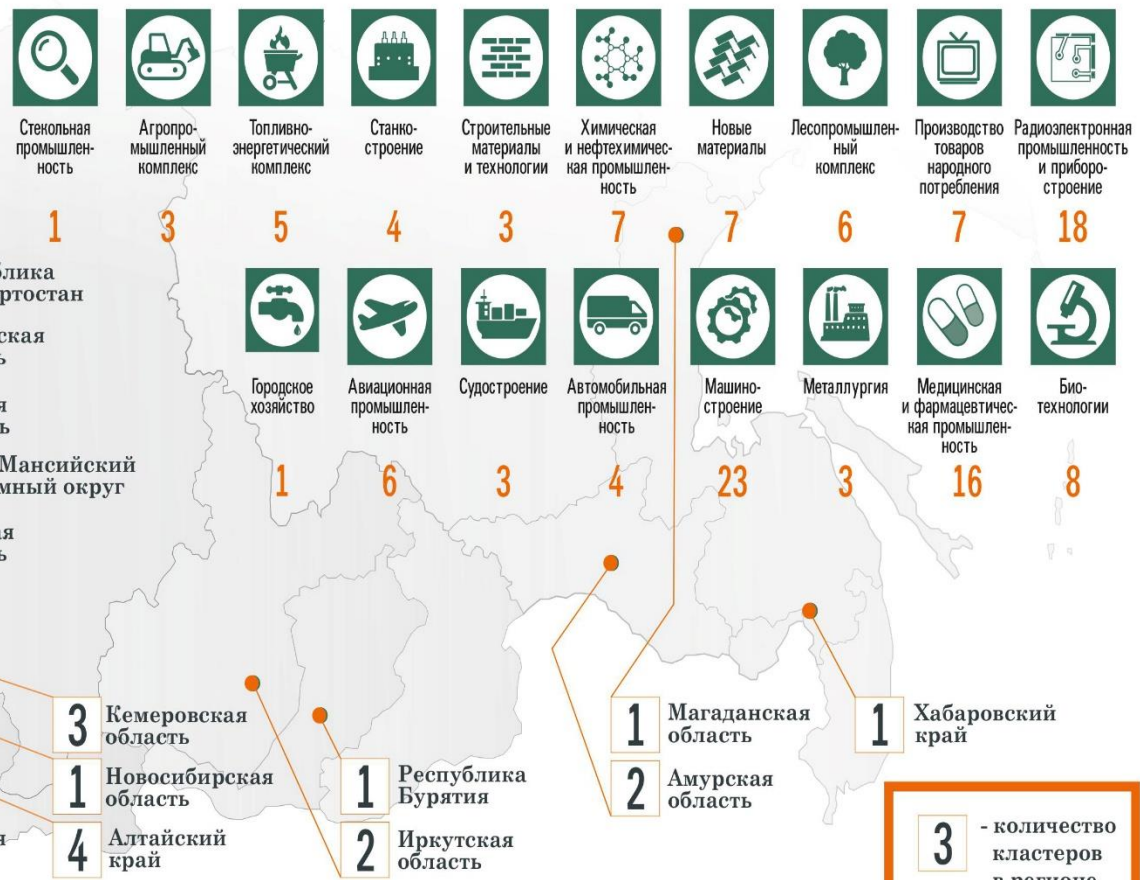 Стекольная
промышлен-
ность
1
Агропро-
мышленный
комплекс
3
Топливно-
энергетический
комплекс
5
Станко-
строение
4
Строительные
материалы
и технологии
3
Химическая
и нефтехимичес-
кая промышлен-
ность
7
Новые
материалы
7
Лесопромышлен-
ный
комплекс
6
Производство
товаров
народного
потребления
7
Радиоэлектронная
промышленность
и приборо-
строение
18
Городское
хозяйство
1
Авиационная
промышлен-
ность
6
Судостроение
3
Автомобильная
промышлен-
ность
4
Машино-
строение
23
Металлургия
3
Медицинская
и фармацевтичес-
кая промышлен-
ность
16
Био-
технологии
8
Мансийский
округ
3
Кемеровская
область
1
Новосибирская
область
4
Алтайский
край
1
Республика
Бурятия
2
Иркутская
область
1
Магаданская
область
2
Амурская
область
1
Хабаровский
край
3
- количество
кластеров
в регионе